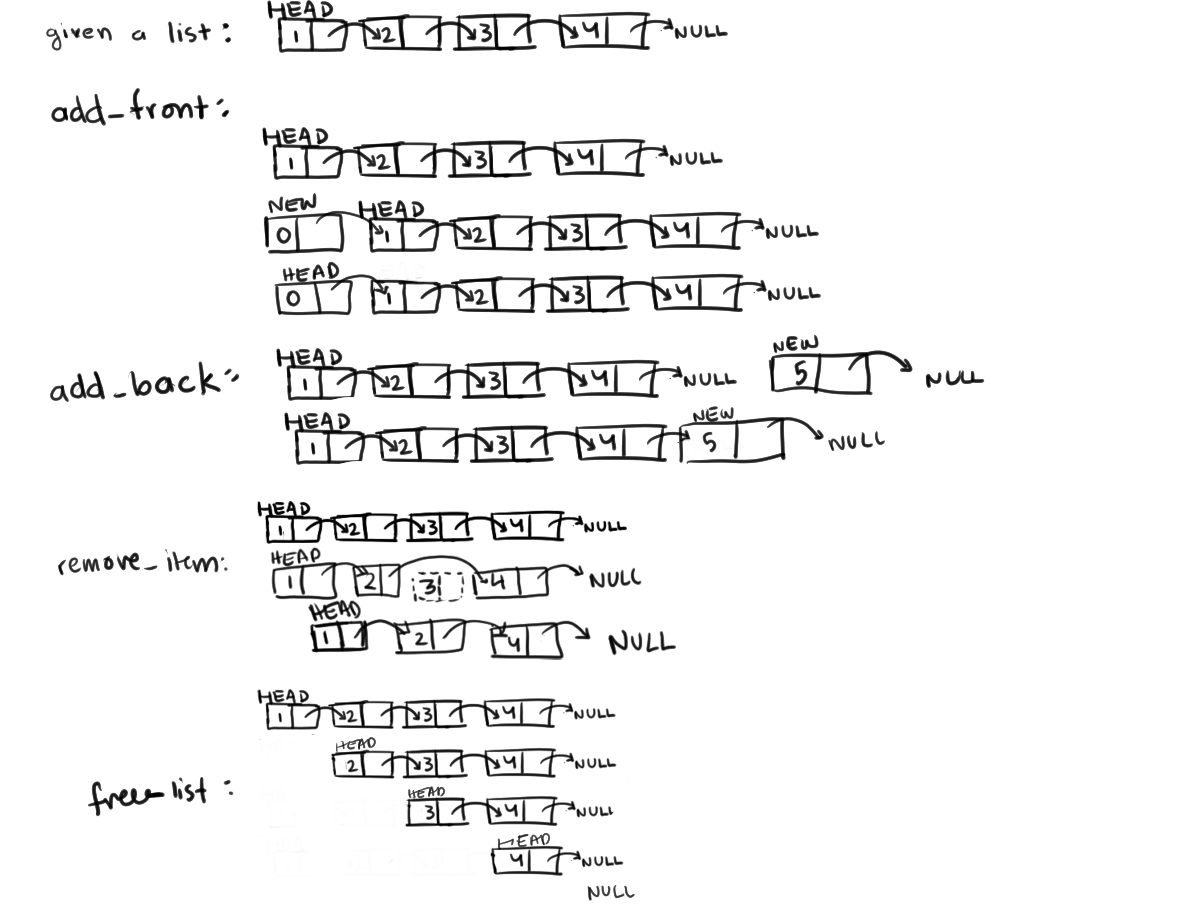 HEAD
given a list: 1 2 3 4 NULL
add_front:
HEAD
1 2 3 4 NULL
NEW HEAD
0 1 2 3 4 NULL
HEAD
0 1 2 3 4 NULL
HEAD NEW
add_back: 1 2 3 4 NULL 5 NULL
HEAD NEW
1 2 3 4 5 NULL
HEAD
1 2 3 4 NULL
remove_item: HEAD
1 2 3 4 NULL
HEAD
1 2 4 NULL
HEAD
1 2 3 4 NULL
HEAD
2 3 4 NULL
free_list:
HEAD
3 4 NULL
HEAD
4 NULL
NULL